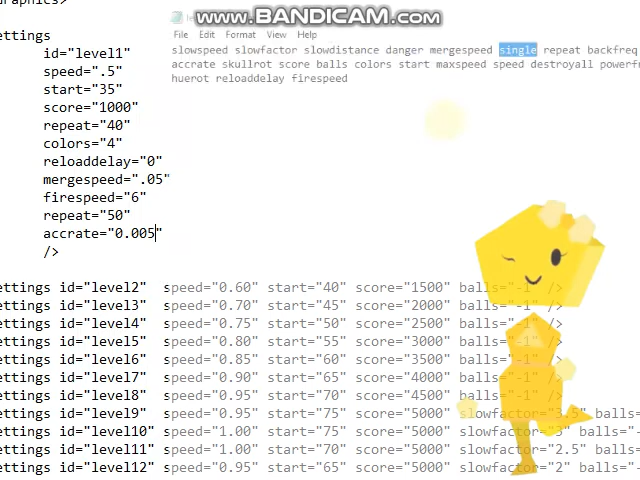 www.BANDICAM.com
File Edit Format View Help
slowspeed slowfactor slowdistance danger mergespeed single repeat backfreq
accrate skullrot score balls colors start maxspeed speed destroyall powerfr
huerot reloaddelay firespeed
ettings
id="level1"
speed=".5"
start="35"
score="1000"
repeat="40"
colors="4"
reloaddelay="0"
mergespeed=".05"
firespeed="6"
repeat="50"
accrate="0.005"
/>
ettings id="level2" speed="0.60" start="40" score="1500" balls="-1" />
ettings id="level3" speed="0.70" start="45" score="2000" balls="-1" />
ettings id="level4" speed="0.75" start="50" score="2500" balls="-1" />
ettings id="level5" speed="0.80" start="55" score="3000" balls="-1" />
ettings id="level6" speed="0.85" start="60" score="3500" balls="-1" />
ettings id="level7" speed="0.90" start="65" score="4000" balls="-1" />
ettings id="level8" speed="0.95" start="70" score="4500" balls="-1" />
ettings id="level9" speed="0.95" start="75" score="5000" slowfactor="3.5" balls=
ettings id="level10" speed="1.00" start="75" score="5000" slowfactor="3" balls="-
ettings id="level11" speed="1.00" start="70" score="5000" slowfactor="2.5" balls=
ettings id="level12" speed="0.95" start="65" score="5000" slowfactor="2" balls="-